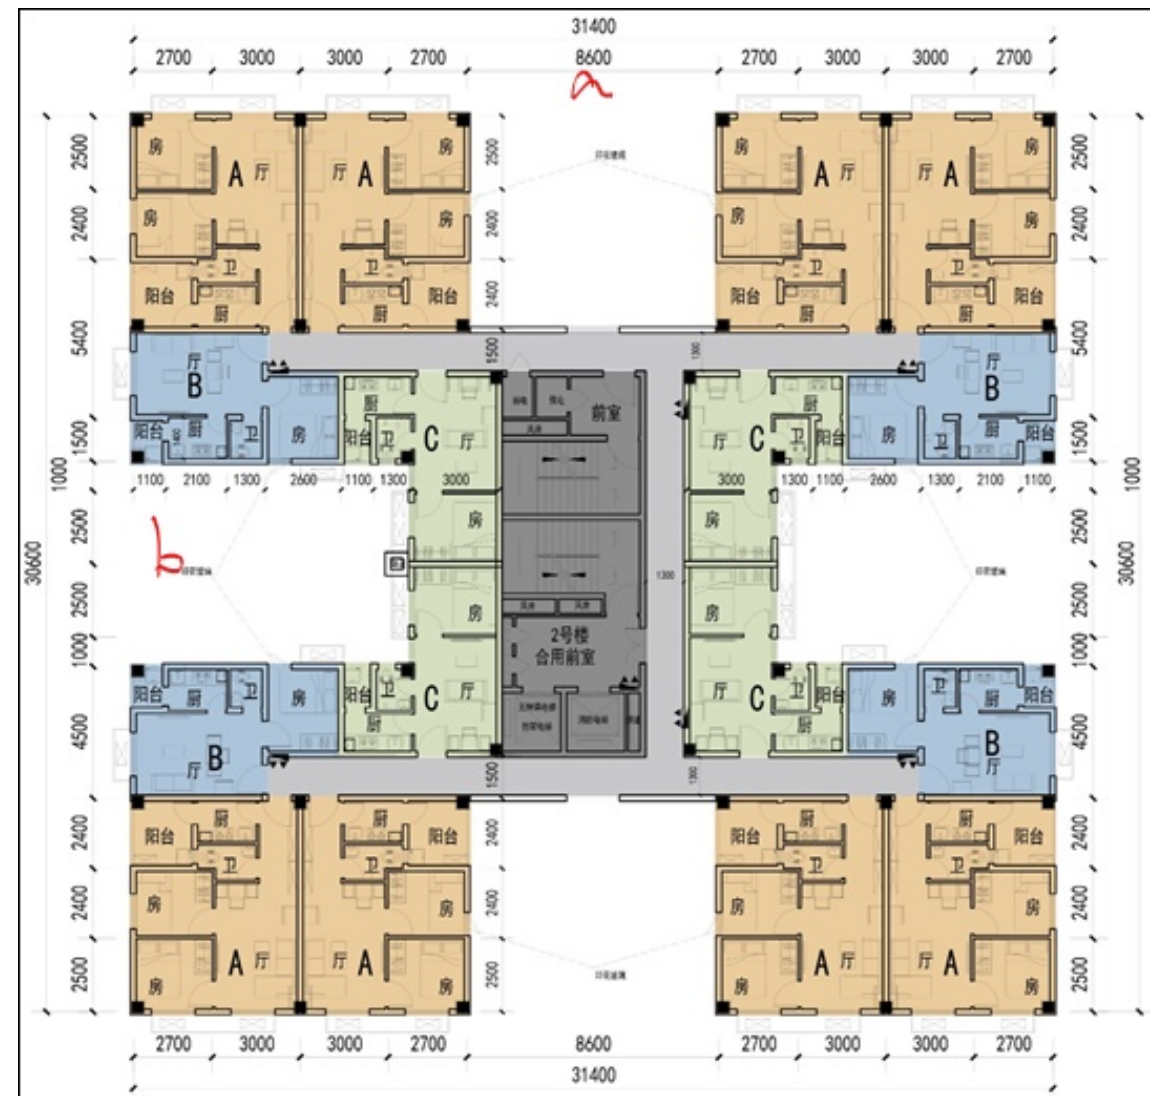 31400
2700 3000 3000 2700 8600 2700 3000 3000 2700
2
房 A 厅 厅 A 房 房 A 厅 厅 A 房
2500 2500 2500
房 房 房 房
2400 2400 2400
卫 卫 卫 卫
阳台 厨 厨 阳台 阳台 厨 厨 阳台
2400
5400 1500 1300 5400
厅 厅
B B
前室
厨 厨
阳台 厨 卫 房 阳台 卫 C 厅 厅 C 卫 阳台 房 卫 厨 阳台
1500 1400 1500
1100 2100 1300 2600 1100 1300 3000 3000 1300 1100 2600 1300 2100 1100
1000 1000
房 房
2500 2500
b
30600 1300 30600
房 房
2500 2500
2号楼
合用前室
1000 1000
阳台 厨 卫 房 阳台 卫 C 厅 厅 C 卫 阳台 房 卫 厨 阳台
厨 厨
4500 4500
B B
厅 厅
消防电梯
1500 1300
阳台 厨 厨 阳台 阳台 厨 厨 阳台
2400 2400 2400
卫 卫 卫 卫
房 房 房 房
2400 2400 2400
房 A 厅 厅 A 房 房 A 厅 厅 A 房
2500 2500 2500
2700 3000 3000 2700 8600 2700 3000 3000 2700
31400